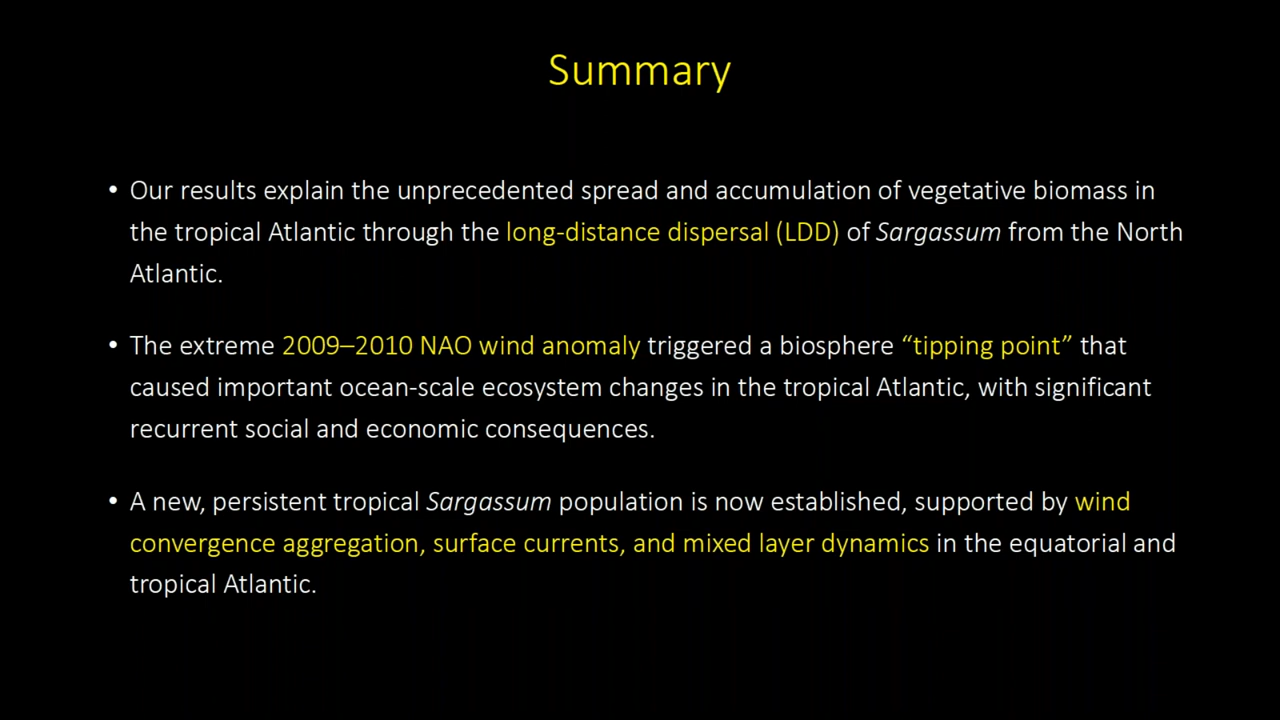 Summary
• Our results explain the unprecedented spread and accumulation of vegetative biomass in
the tropical Atlantic through the long-distance dispersal (LDD) of Sargassum from the North
Atlantic.
• The extreme 2009–2010 NAO wind anomaly triggered a biosphere “tipping point” that
caused important ocean-scale ecosystem changes in the tropical Atlantic, with significant
recurrent social and economic consequences.
• A new, persistent tropical Sargassum population is now established, supported by wind
convergence aggregation, surface currents, and mixed layer dynamics in the equatorial and
tropical Atlantic.